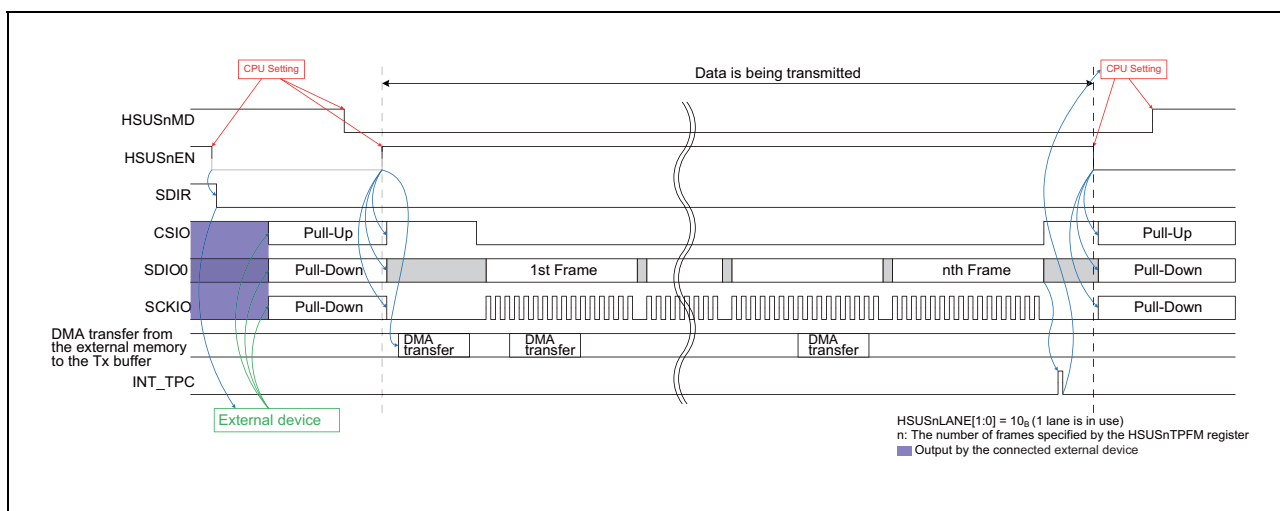 CPU Setting
Data is being transmitted
CPU Setting
HSUSnMD
HSUSnEN
SDIR
CSIO
Pull-Up
Pull-Up
SDIO0
Pull-Down
1st Frame
nth Frame
Pull-Down
SCKIO
Pull-Down
Pull-Down
DMA transfer from
the external memory
to the Tx buffer
DMA
transfer
DMA
transfer
DMA
transfer
INT_TPC
External device
HSUSnLANE[1:0] = 10B (1 lane is in use)
n: The number of frames specified by the HSUSnTPFM register
Output by the connected external device